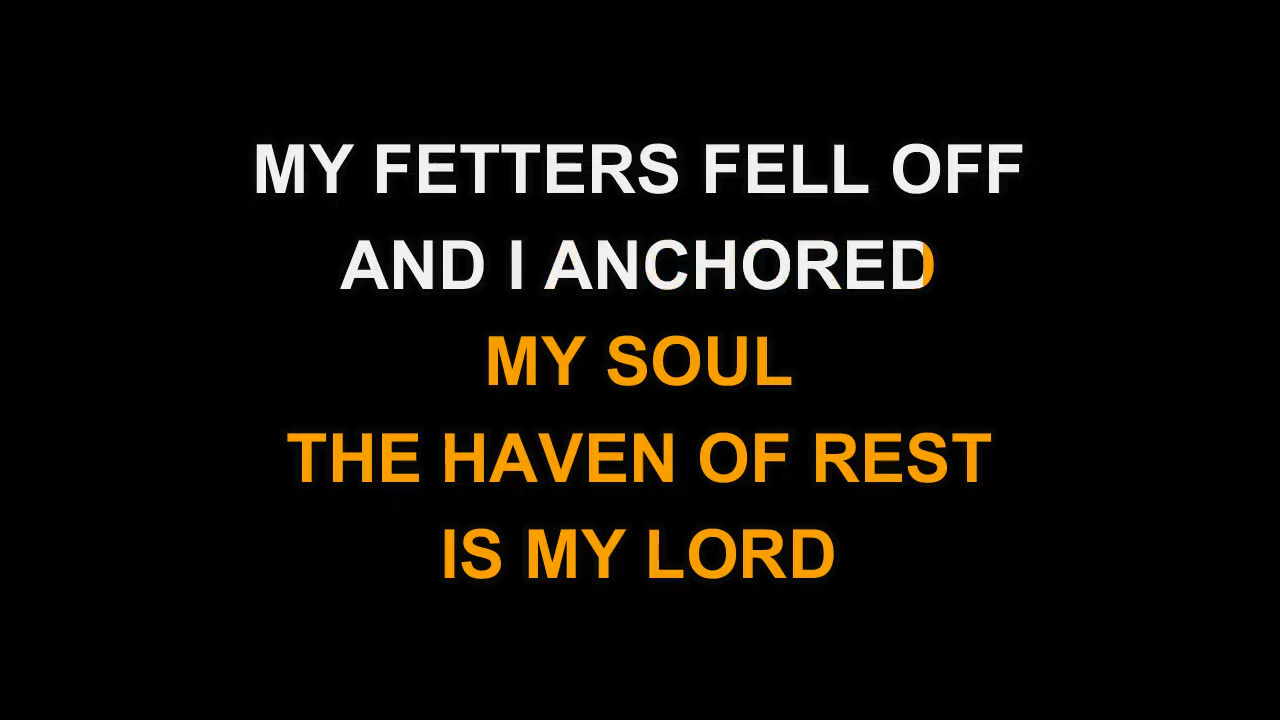 MY FETTERS FELL OFF
AND I ANCHORED
MY SOUL
THE HAVEN OF REST
IS MY LORD